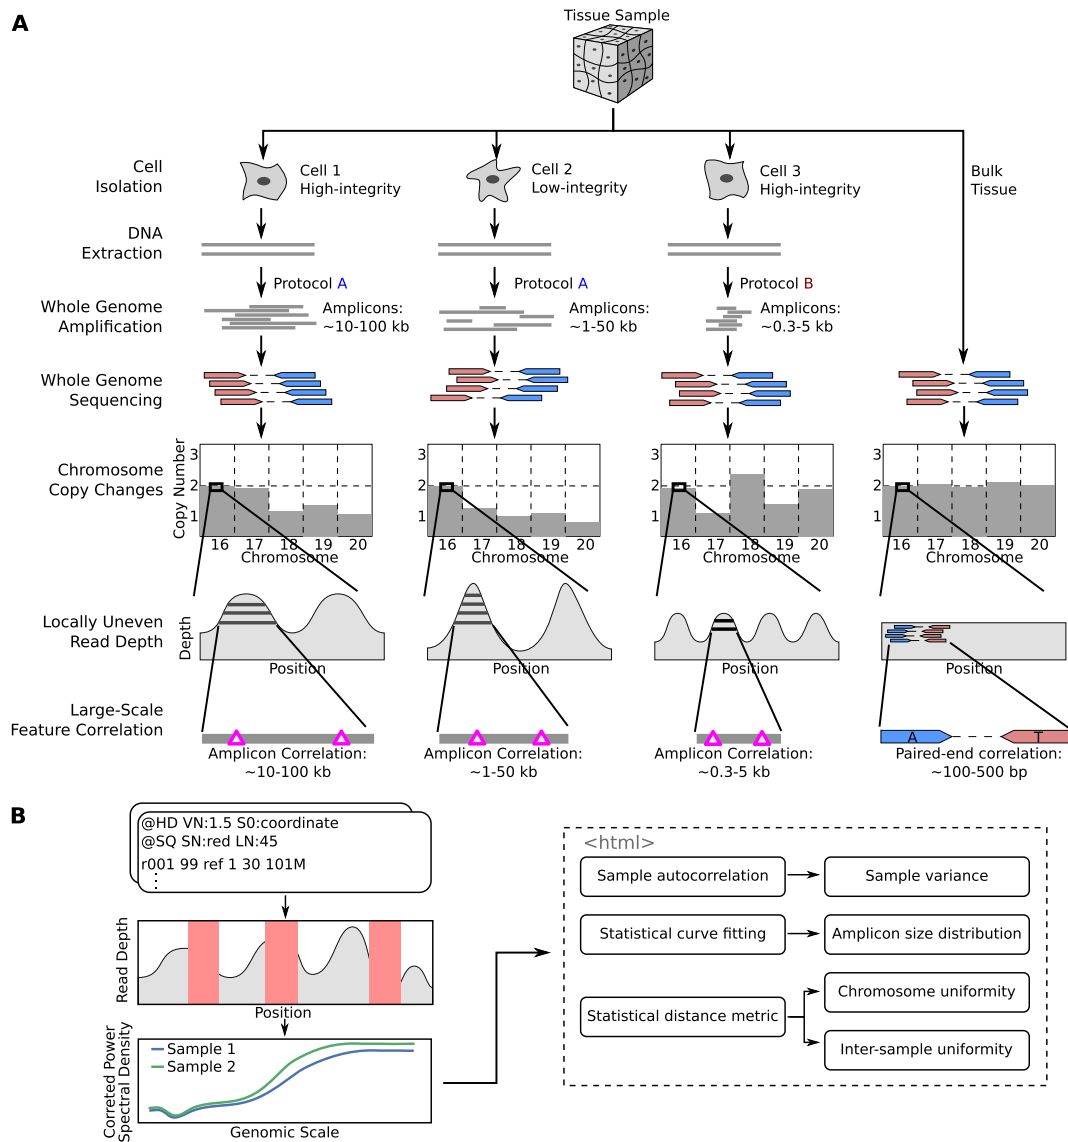 A
Tissue Sample
Cell
Isolation
Cell 1
High-integrity
Cell 2
Low-integrity
Cell 3
High-integrity
Bulk
Tissue
DNA
Extraction
Protocol A
Protocol A
Protocol B
Whole Genome
Amplification
Amplicons:
~10-100 kb
Amplicons:
~1-50 kb
Amplicons:
~0.3-5 kb
Whole Genome
Sequencing
Chromosome
Copy Changes
Copy Number
3
2
1
16 17 18 19 20
Chromosome
3
2
1
16 17 18 19 20
Chromosome
3
2
1
16 17 18 19 20
Chromosome
3
2
1
16 17 18 19 20
Chromosome
Locally Uneven
Read Depth
Depth
Position
Position
Position
Position
Large-Scale
Feature Correlation
Amplicon Correlation:
~10-100 kb
Amplicon Correlation:
~1-50 kb
Amplicon Correlation:
~0.3-5 kb
A T
Paired-end correlation:
~100-500 bp
B
@HD VN:1.5 S0:coordinate
@SQ SN:red LN:45
r001 99 ref 1 30 101M
⋮
Read Depth
Position
Correted Power
Spectral Density
Sample 1
Sample 2
Genomic Scale
<html>
Sample autocorrelation
Sample variance
Statistical curve fitting
Amplicon size distribution
Statistical distance metric
Chromosome uniformity
Inter-sample uniformity